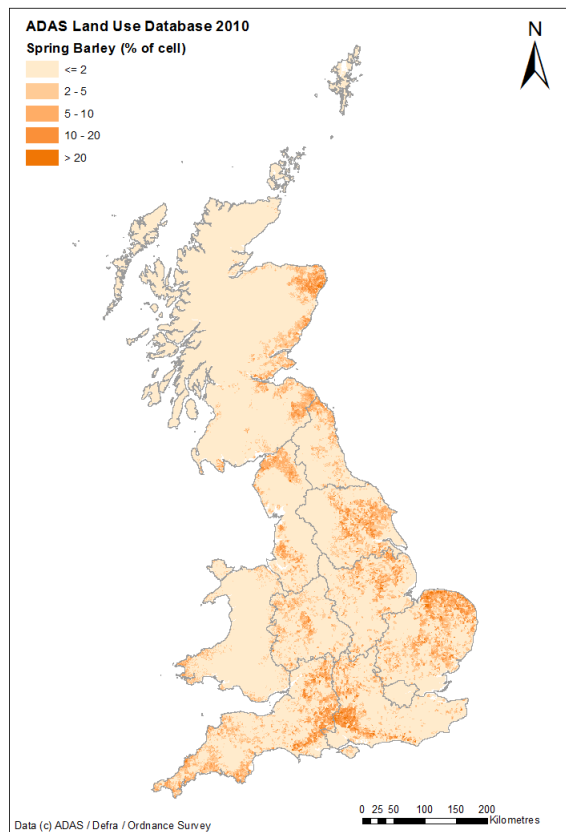 ADAS Land Use Database 2010
Spring Barley (% of cell)
<= 2
2 - 5
5 - 10
10 - 20
> 20
N
0 25 50 100 150 200
Kilometres
Data (c) ADAS / Defra / Ordnance Survey